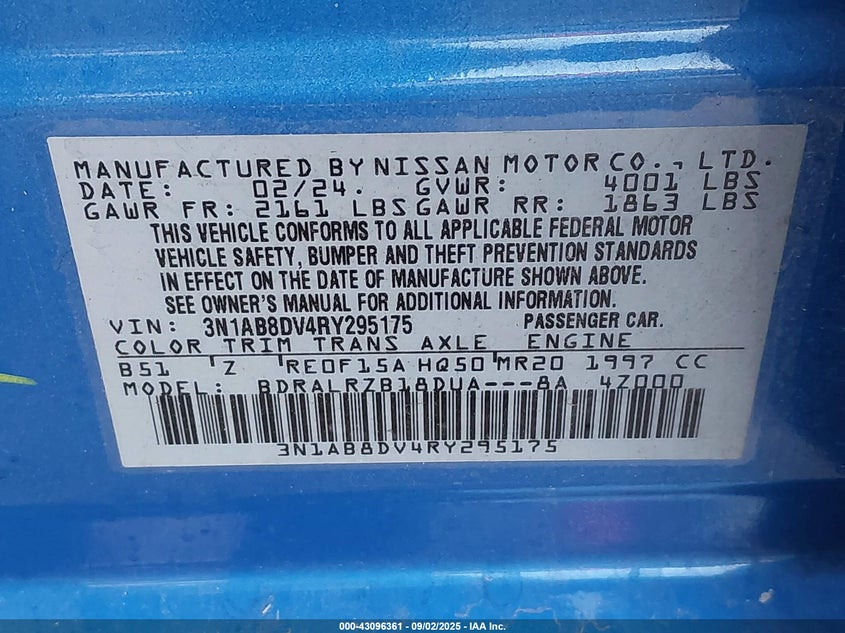 MANUFACTURED BY NISSAN MOTOR CO., LTD.
DATE: 02/24. GVWR: 4001 LBS
GAWR FR: 2161 LBS GAWR RR: 1863 LBS
THIS VEHICLE CONFORMS TO ALL APPLICABLE FEDERAL MOTOR
VEHICLE SAFETY, BUMPER AND THEFT PREVENTION STANDARDS
IN EFFECT ON THE DATE OF MANUFACTURE SHOWN ABOVE.
SEE OWNER'S MANUAL FOR ADDITIONAL INFORMATION.
VIN: 3N1AB8DV4RY295175 PASSENGER CAR.
COLOR TRIM TRANS AXLE ENGINE
B51 Z RE0F15A HQ50 MR20 1997 CC
MODEL: BDRALRZB18DUA---8A 4Z000
3N1AB8DV4RY295175
000-43096361 - 09/02/2025 - IAA Inc.